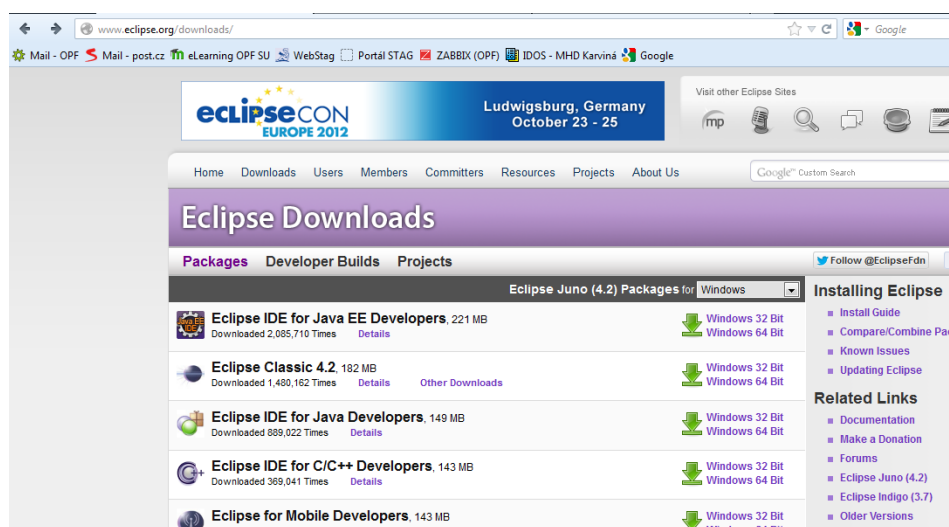 www.eclipse.org/downloads/
Google
Mail - OPF Mail - post.cz eLearning OPF SU WebStag Portál STAG ZABBIX (OPF) IDOS - MHD Karviná Google
eclipseCON
EUROPE 2012
Ludwigsburg, Germany
October 23 - 25
Visit other Eclipse Sites
mp
Home Downloads Users Members Committers Resources Projects About Us
Google™ Custom Search
Eclipse Downloads
Packages Developer Builds Projects
Follow @EclipseFdn
Eclipse Juno (4.2) Packages for Windows
Java EE
IDE
Eclipse IDE for Java EE Developers, 221 MB
Downloaded 2,085,710 Times Details
Windows 32 Bit
Windows 64 Bit
Eclipse Classic 4.2, 182 MB
Downloaded 1,480,162 Times Details Other Downloads
Windows 32 Bit
Windows 64 Bit
Eclipse IDE for Java Developers, 149 MB
Downloaded 889,022 Times Details
Windows 32 Bit
Windows 64 Bit
Eclipse IDE for C/C++ Developers, 143 MB
Downloaded 369,041 Times Details
Windows 32 Bit
Windows 64 Bit
Eclipse for Mobile Developers, 143 MB
Windows 32 Bit
Installing Eclipse
Install Guide
Compare/Combine Pa
Known Issues
Updating Eclipse
Related Links
Documentation
Make a Donation
Forums
Eclipse Juno (4.2)
Eclipse Indigo (3.7)
Older Versions